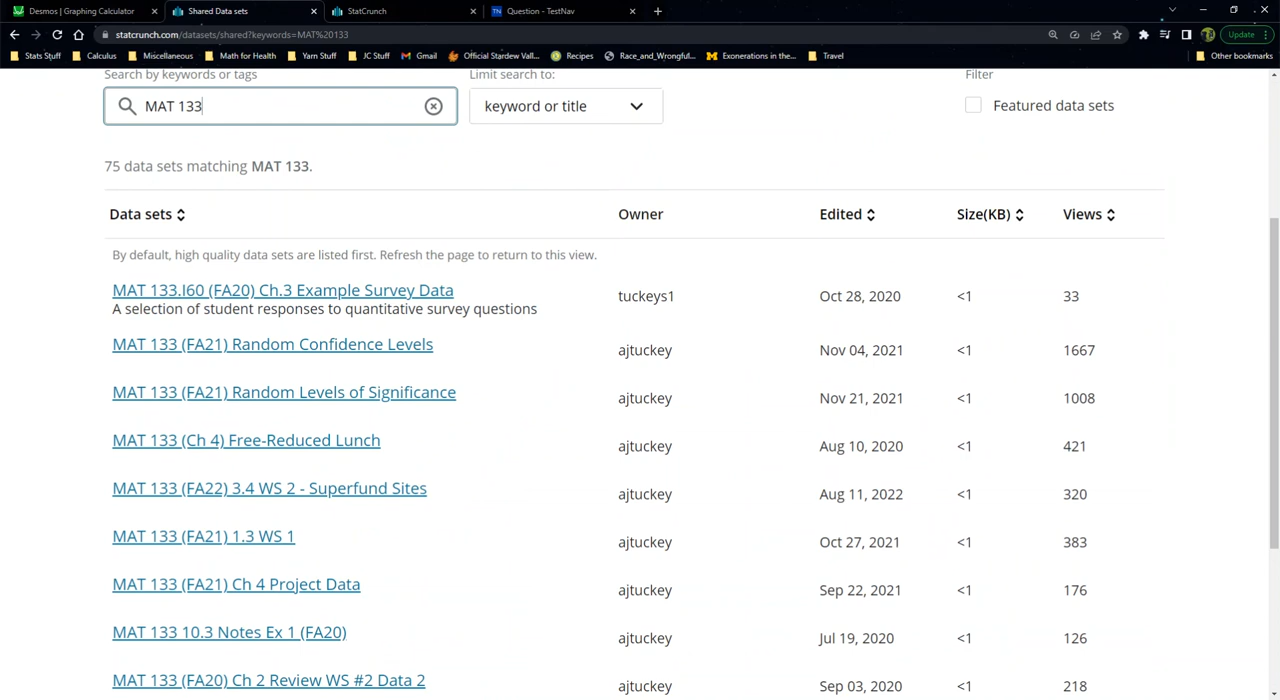 Desmos | Graphing Calculator
Shared Data sets
StatCrunch
Question - TestNav
statcrunch.com/datasets/shared?keywords=MAT%20133
Update
Stats Stuff
Calculus
Miscellaneous
Math for Health
Yarn Stuff
JC Stuff
Gmail
Official Stardew Vall...
Recipes
Race_and_Wrongful...
Exonerations in the...
Travel
Other bookmarks
Search by keywords or tags
Limit search to:
Filter
MAT 133
keyword or title
Featured data sets
75 data sets matching MAT 133.
Data sets Owner Edited Size(KB) Views
By default, high quality data sets are listed first. Refresh the page to return to this view.
MAT 133.I60 (FA20) Ch.3 Example Survey Data tuckeys1 Oct 28, 2020 <1 33
A selection of student responses to quantitative survey questions
MAT 133 (FA21) Random Confidence Levels ajtuckey Nov 04, 2021 <1 1667
MAT 133 (FA21) Random Levels of Significance ajtuckey Nov 21, 2021 <1 1008
MAT 133 (Ch 4) Free-Reduced Lunch ajtuckey Aug 10, 2020 <1 421
MAT 133 (FA22) 3.4 WS 2 - Superfund Sites ajtuckey Aug 11, 2022 <1 320
MAT 133 (FA21) 1.3 WS 1 ajtuckey Oct 27, 2021 <1 383
MAT 133 (FA21) Ch 4 Project Data ajtuckey Sep 22, 2021 <1 176
MAT 133 10.3 Notes Ex 1 (FA20) ajtuckey Jul 19, 2020 <1 126
MAT 133 (FA20) Ch 2 Review WS #2 Data 2 ajtuckey Sep 03, 2020 <1 218